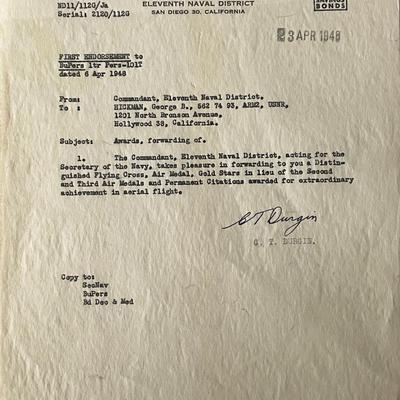 ND11/112G/Ja
Serial: 2120/112G
ELEVENTH NAVAL DISTRICT
SAN DIEGO 30, CALIFORNIA
BONDS
23 APR 1948
FIRST ENDORSEMENT to
BuPers ltr Pers-101T
dated 6 Apr 1948
From: Commandant, Eleventh Naval District.
To : HICKMAN, George B., 562 74 93, ARM2, USNR,
1201 North Bronson Avenue,
Hollywood 38, California.
Subject: Awards, forwarding of.
1. The Commandant, Eleventh Naval District, acting for the
Secretary of the Navy, takes pleasure in forwarding to you a Distin-
guished Flying Cross, Air Medal, Gold Stars in lieu of the Second
and Third Air Medals and Permanent Citations awarded for extraordinary
achievement in aerial flight.
C T Durgin
C. T. DURGIN.
Copy to:
SecNav
BuPers
Bd Dec & Med